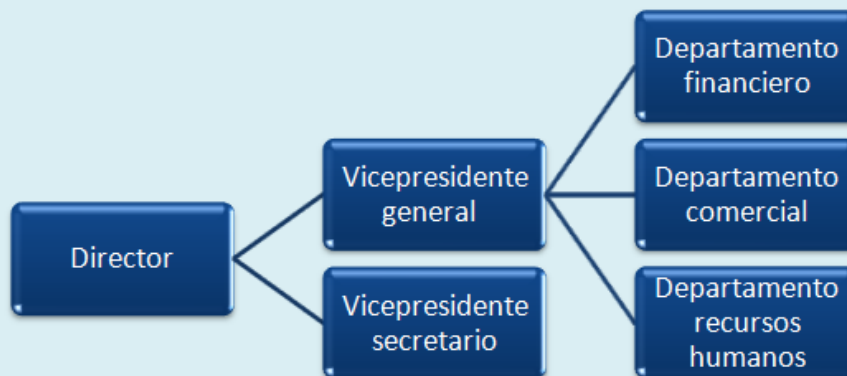 Director
Vicepresidente
general
Vicepresidente
secretario
Departamento
financiero
Departamento
comercial
Departamento
recursos
humanos